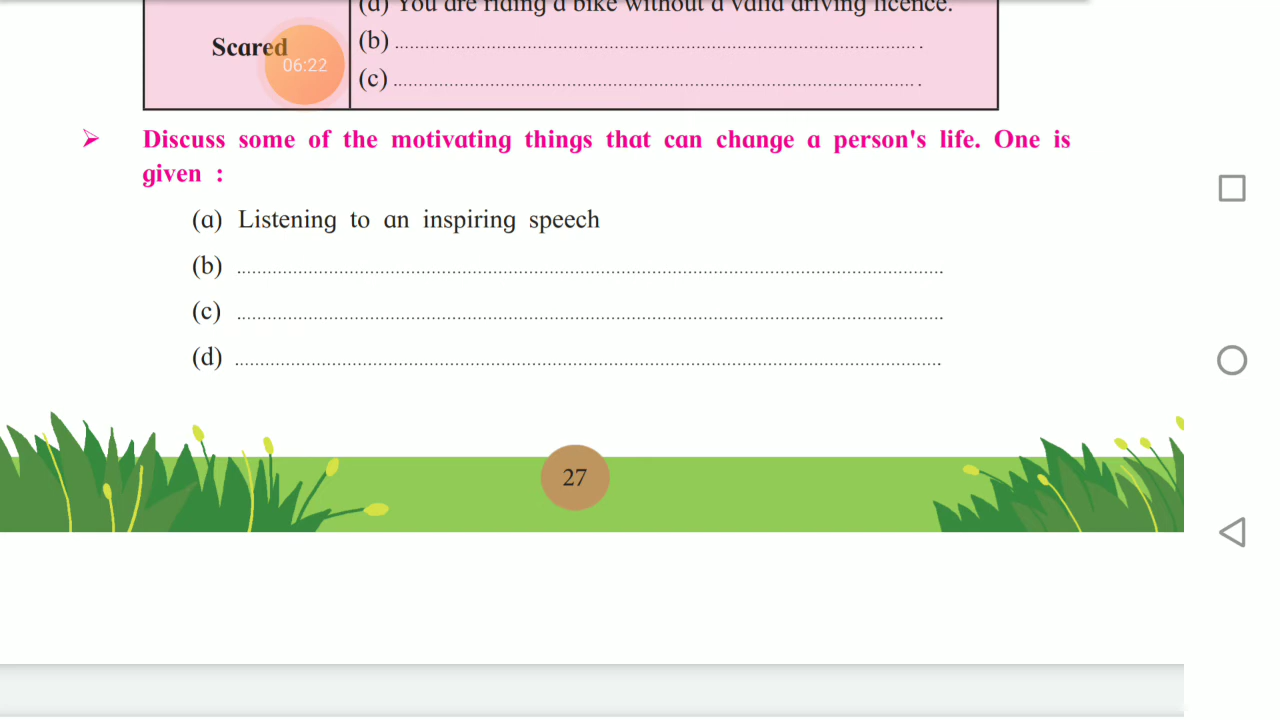 (a) You are riding a bike without a valid driving licence.
Scared
06:22
(b) .
(c) .
➢ Discuss some of the motivating things that can change a person's life. One is
given :
(a) Listening to an inspiring speech
(b)
(c)
(d)
27